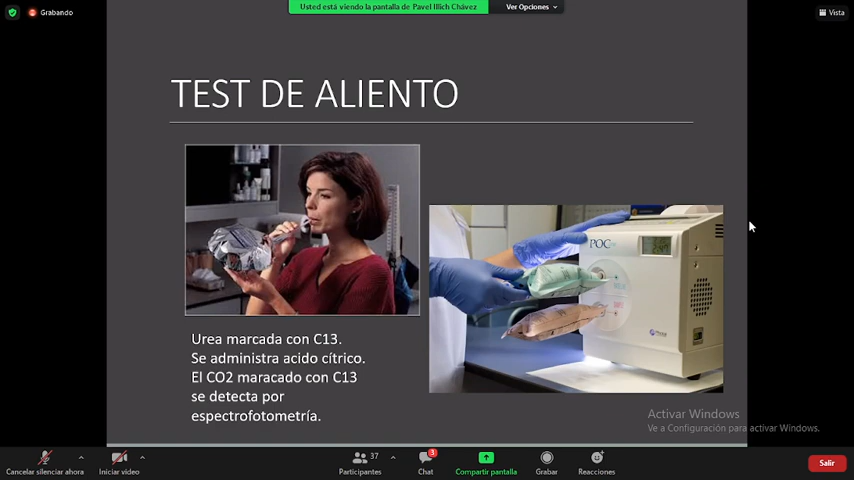 Grabando
Usted está viendo la pantalla de Pavel Illich Chávez
Ver Opciones
Vista
TEST DE ALIENTO
POC
Urea marcada con C13.
Se administra acido cítrico.
El CO2 maracado con C13
se detecta por
espectrofotometría.
Activar Windows
Ve a Configuración para activar Windows.
Cancelar silenciar ahora
Iniciar video
37
Participantes
3
Chat
Compartir pantalla
Grabar
Reacciones
Salir